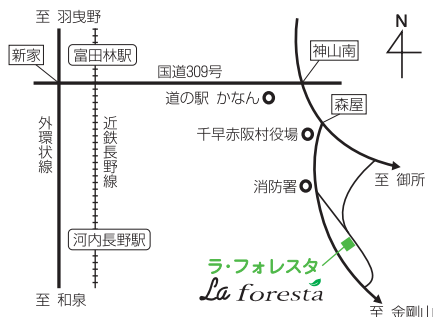 至 羽曳野
N
新家
富田林駅
神山南
国道309号
道の駅 かなん
森屋
外環状線
近鉄長野線
千早赤阪村役場
至 御所
消防署
河内長野駅
ラ・フォレスタ
La foresta
至 和泉
至 金剛山